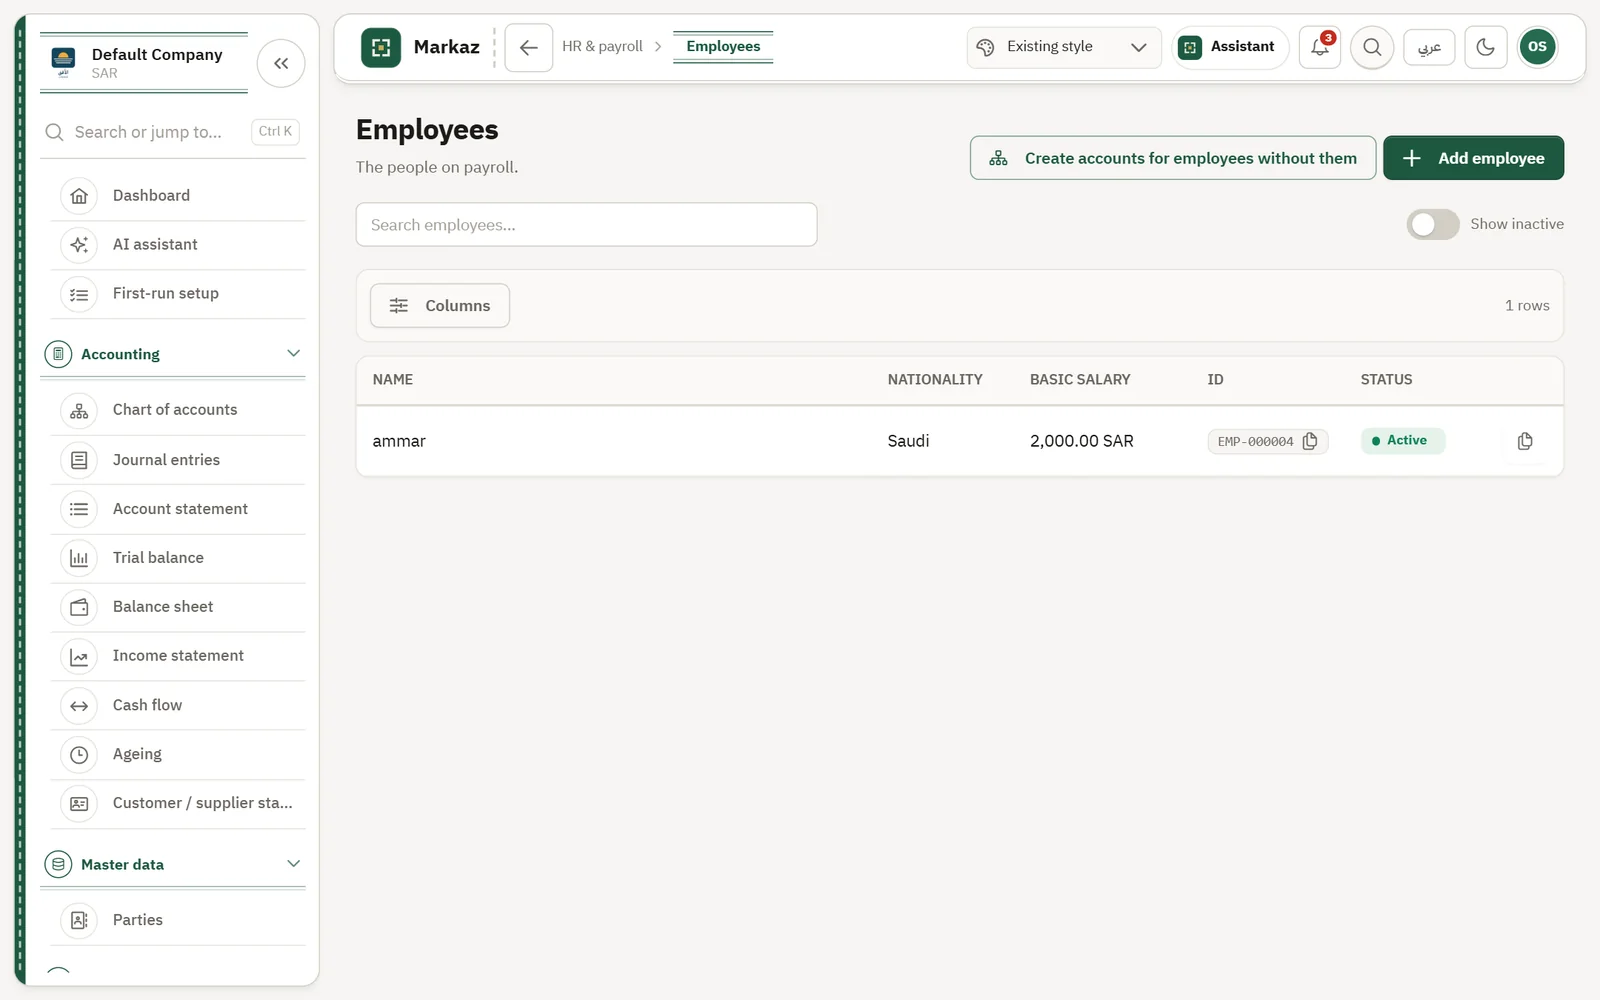 Default Company
SAR
Search or jump to...
Ctrl K
Dashboard
AI assistant
First-run setup
Accounting
Chart of accounts
Journal entries
Account statement
Trial balance
Balance sheet
Income statement
Cash flow
Ageing
Customer / supplier sta...
Master data
Parties
Markaz
HR & payroll
Employees
Existing style
Assistant
3
عربي
OS
Employees
The people on payroll.
Create accounts for employees without them
Add employee
Search employees...
Show inactive
Columns
1 rows
NAME NATIONALITY BASIC SALARY ID STATUS
ammar Saudi 2,000.00 SAR EMP-000004 Active